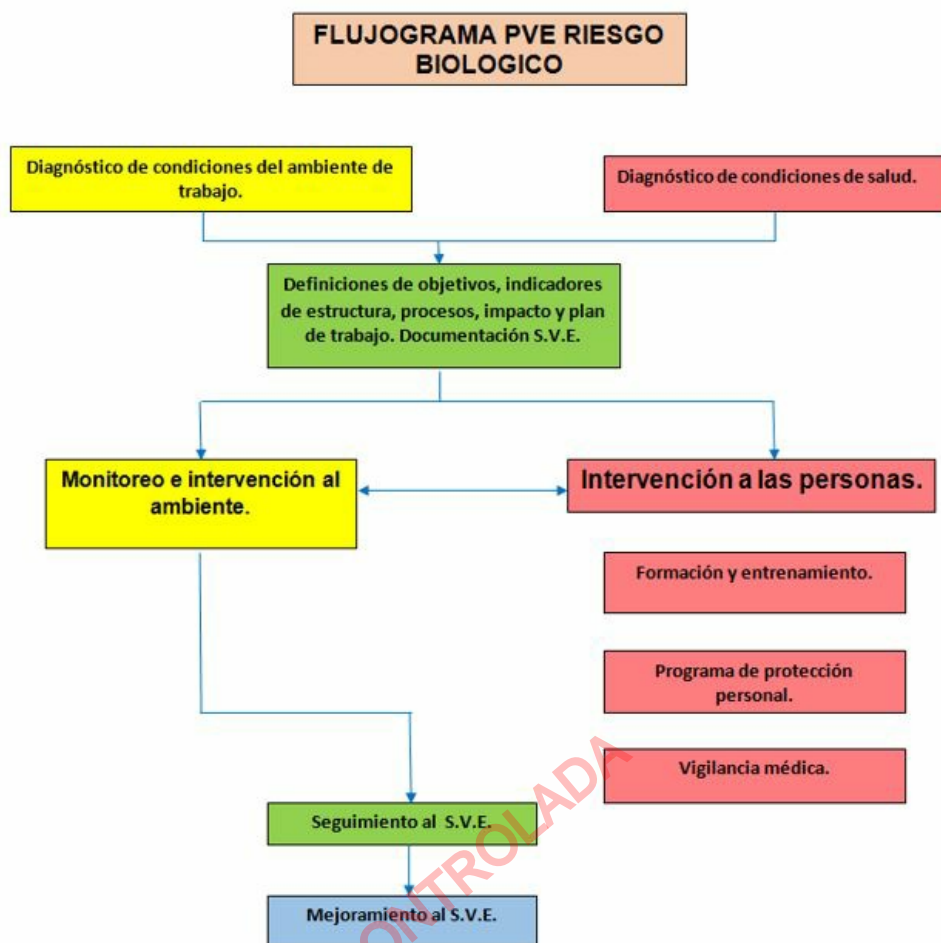 FLUJOGRAMA PVE RIESGO
BIOLOGICO
Diagnóstico de condiciones del ambiente de
trabajo.
Diagnóstico de condiciones de salud.
Definiciones de objetivos, indicadores
de estructura, procesos, impacto y plan
de trabajo. Documentación S.V.E.
Monitoreo e intervención al
ambiente.
Intervención a las personas.
Formación y entrenamiento.
Programa de protección
personal.
Vigilancia médica.
Seguimiento al S.V.E.
Mejoramiento al S.V.E.